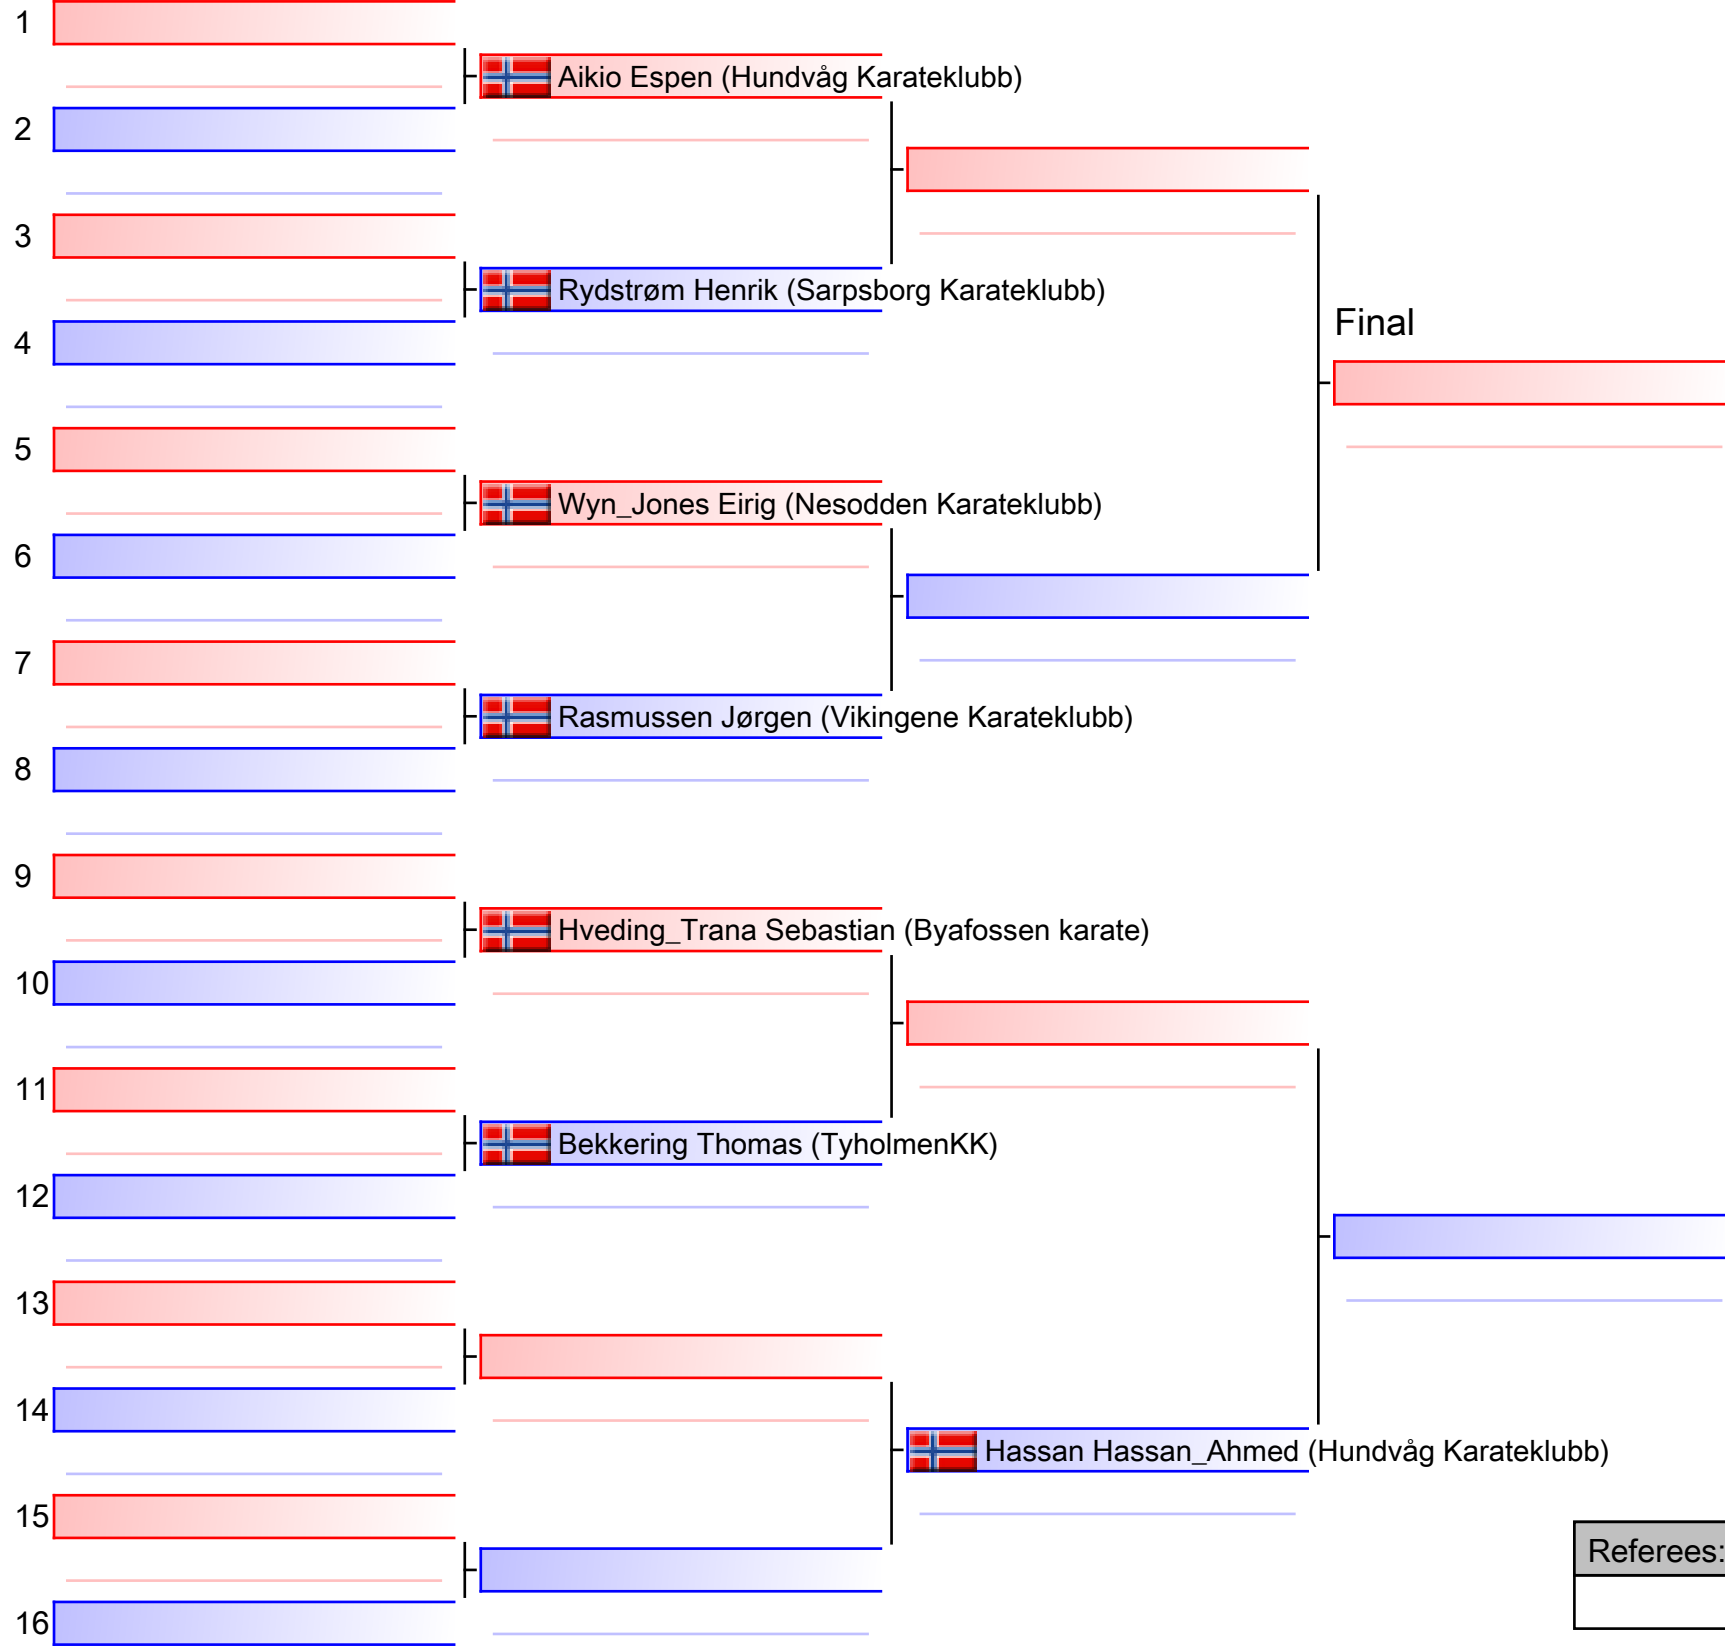 1
Aikio Espen (Hundvåg Karateklubb)
2
3
Rydstrøm Henrik (Sarpsborg Karateklubb)
Final
4
5
Wyn_Jones Eirig (Nesodden Karateklubb)
6
7
Rasmussen Jørgen (Vikingene Karateklubb)
8
9
Hveding_Trana Sebastian (Byafossen karate)
10
11
Bekkering Thomas (TyholmenKK)
12
13
14
Hassan Hassan_Ahmed (Hundvåg Karateklubb)
15
Referees:
16